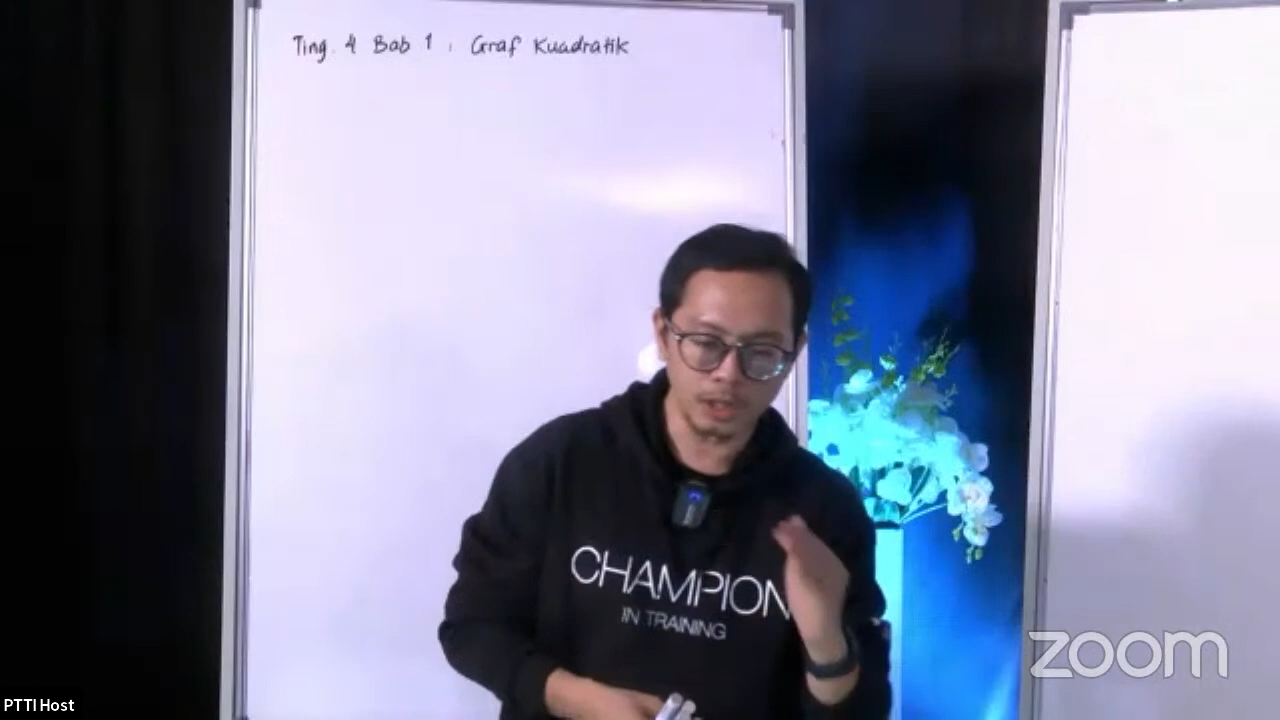 Ting. 4 Bab 1 : Graf Kuadratik
CHAMPION
IN TRAINING
zoom
PTTI Host